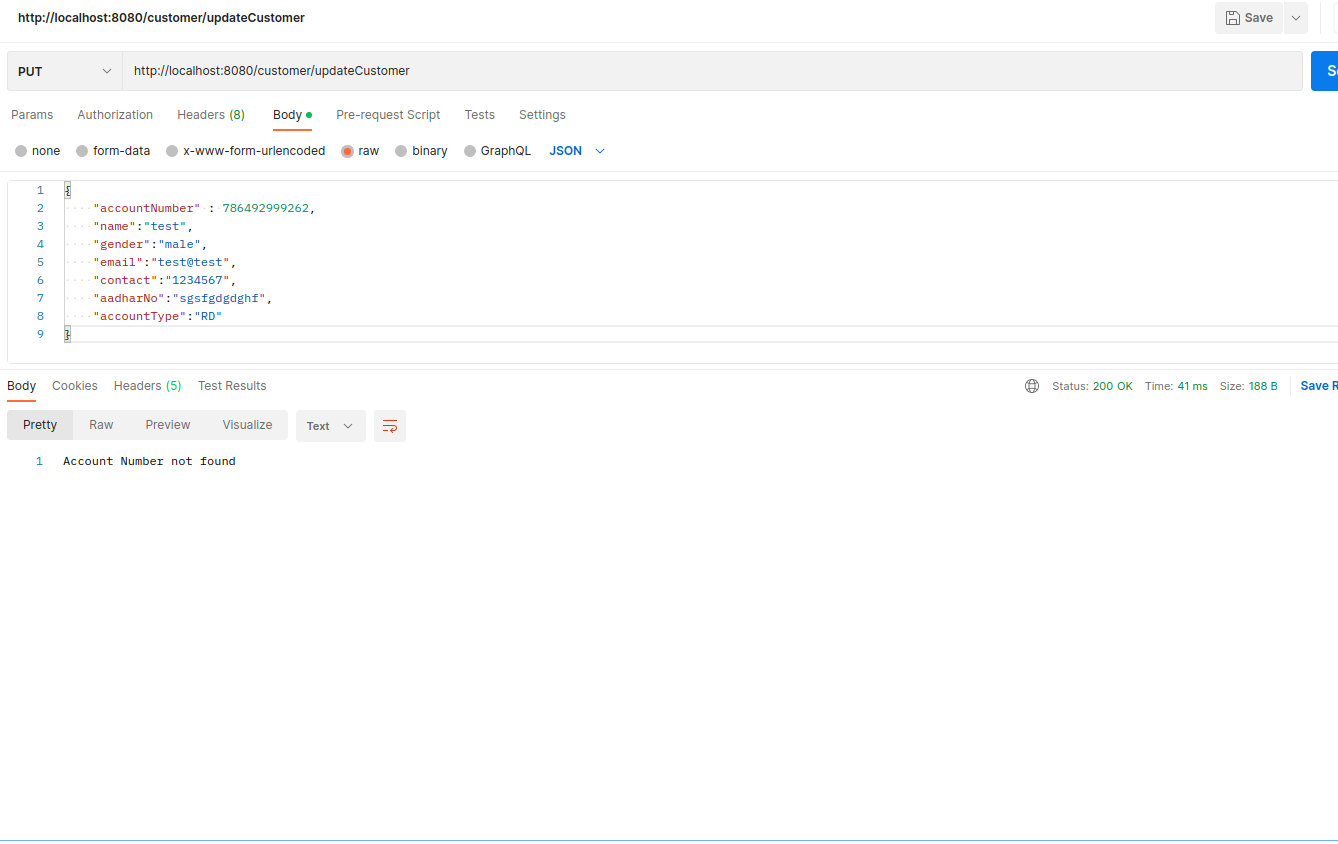 http://localhost:8080/customer/updateCustomer
Save
PUT
http://localhost:8080/customer/updateCustomer
Params Authorization Headers (8) Body Pre-request Script Tests Settings
none form-data x-www-form-urlencoded raw binary GraphQL JSON
1 {
2 "accountNumber" : 786492999262,
3 "name":"test",
4 "gender":"male",
5 "email":"test@test",
6 "contact":"1234567",
7 "aadharNo":"sgsfgdgdghf",
8 "accountType":"RD"
9 }
Body Cookies Headers (5) Test Results Status: 200 OK Time: 41 ms Size: 188 B Save R
Pretty Raw Preview Visualize Text
1 Account Number not found